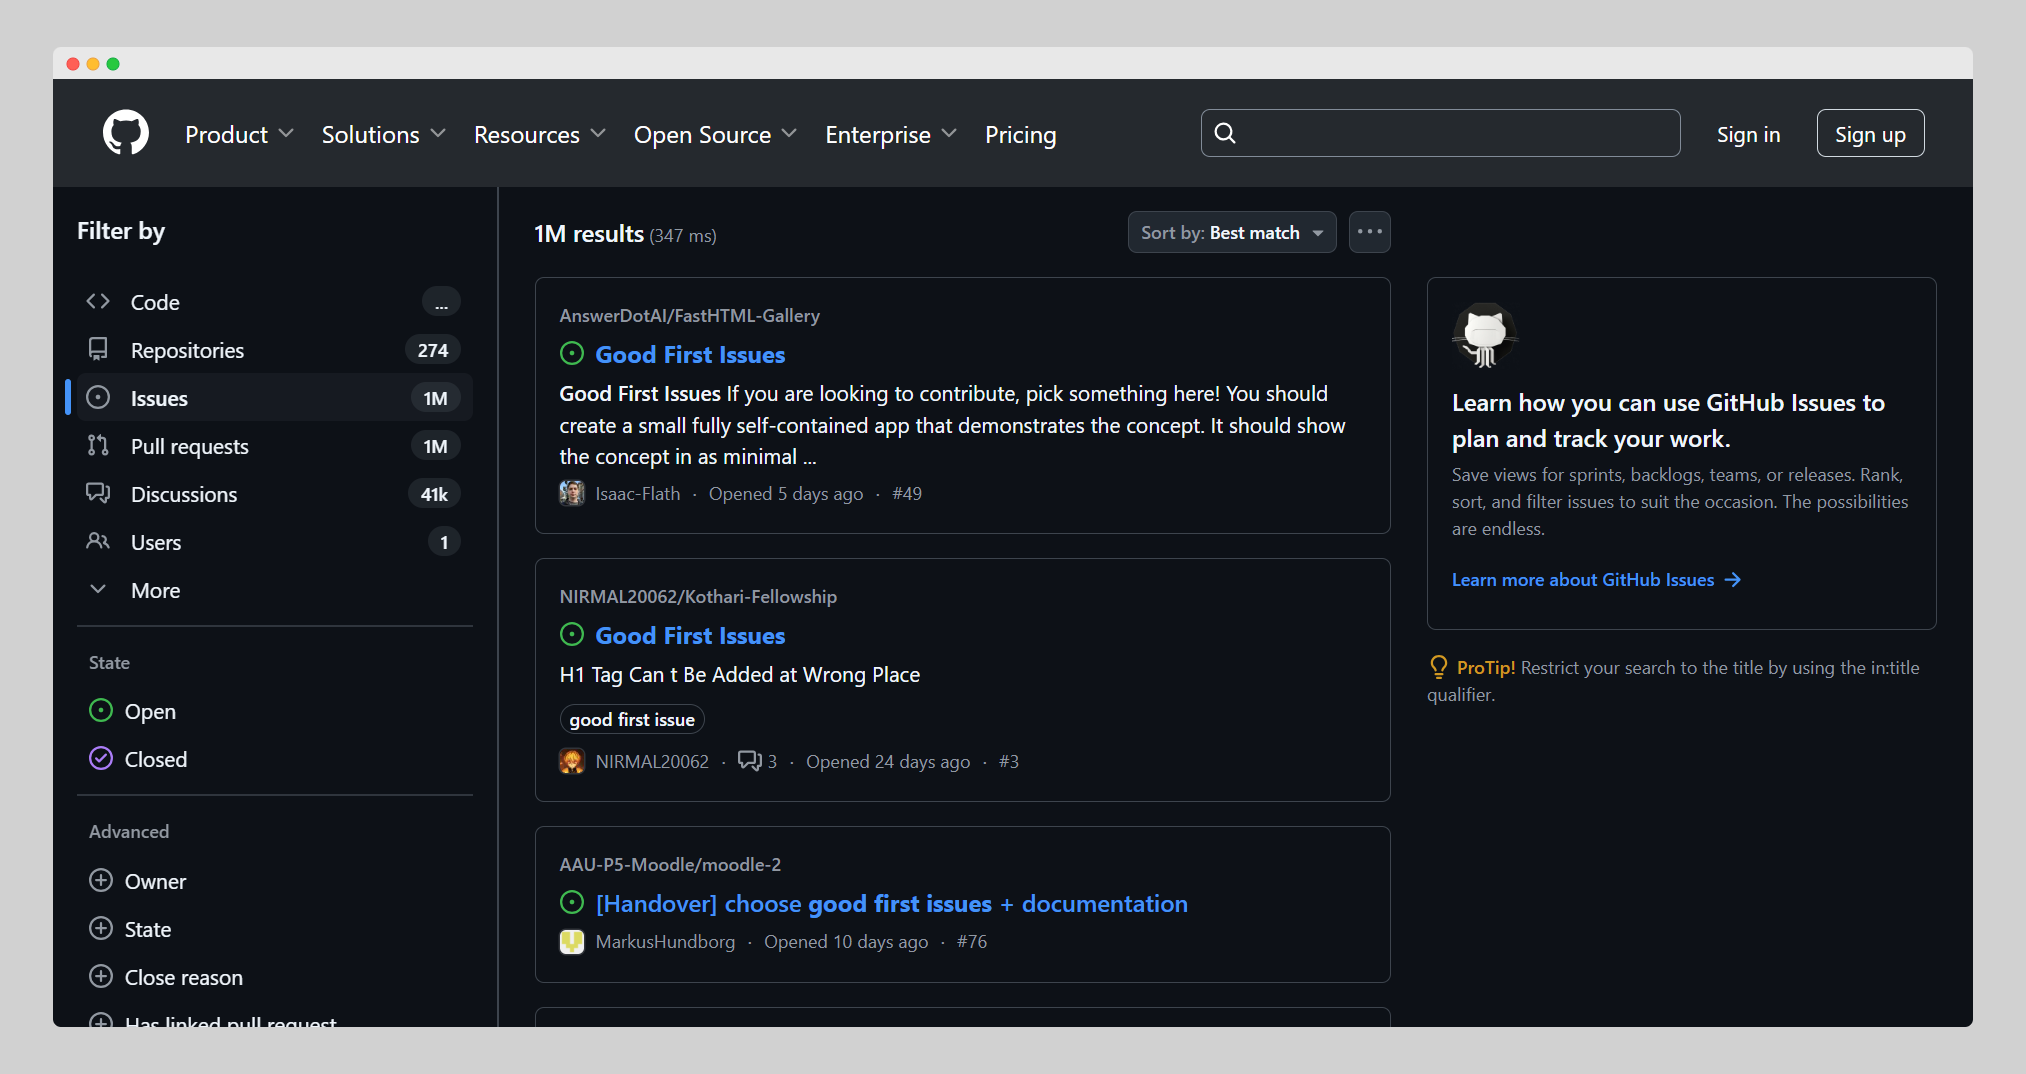 Product
Solutions
Resources
Open Source
Enterprise
Pricing
Sign in
Sign up
Filter by
Code ...
Repositories 274
Issues 1M
Pull requests 1M
Discussions 41k
Users 1
More
State
Open
Closed
Advanced
Owner
State
Close reason
Has linked pull request
1M results (347 ms)
Sort by: Best match
AnswerDotAI/FastHTML-Gallery
Good First Issues
Good First Issues If you are looking to contribute, pick something here! You should
create a small fully self-contained app that demonstrates the concept. It should show
the concept in as minimal ...
Isaac-Flath · Opened 5 days ago · #49
NIRMAL20062/Kothari-Fellowship
Good First Issues
H1 Tag Can t Be Added at Wrong Place
good first issue
NIRMAL20062 · 3 · Opened 24 days ago · #3
AAU-P5-Moodle/moodle-2
[Handover] choose good first issues + documentation
MarkusHundborg · Opened 10 days ago · #76
Learn how you can use GitHub Issues to
plan and track your work.
Save views for sprints, backlogs, teams, or releases. Rank,
sort, and filter issues to suit the occasion. The possibilities
are endless.
Learn more about GitHub Issues →
ProTip! Restrict your search to the title by using the in:title
qualifier.